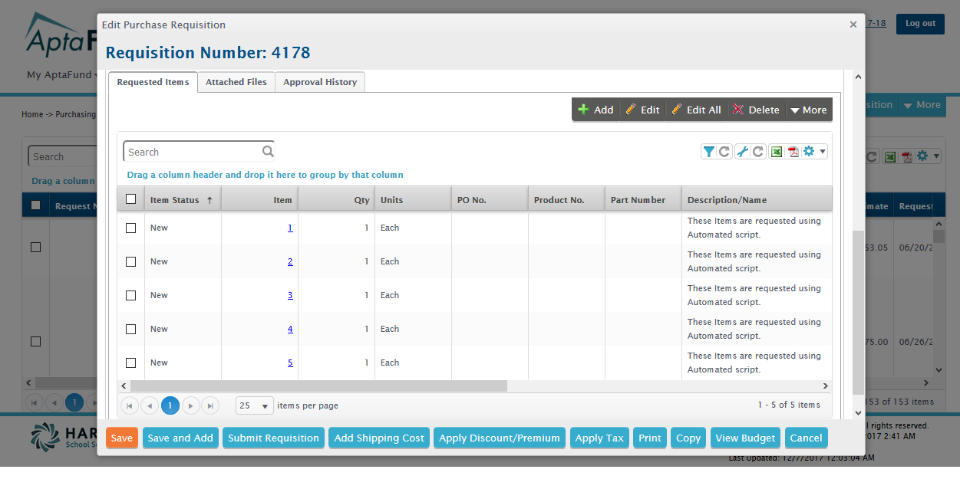 AptaF
7-18
Log out
My AptaFund
Home -> Purchasing
sition
More
Search
Drag a column
Request N
mate
Reques
53.05
06/20/2
75.00
06/26/2
1
153 of 153 items
HAR
School S
l rights reserved.
017 2:41 AM
Last Updated: 12/7/2017 12:03:04 AM
Edit Purchase Requisition
×
Requisition Number: 4178
Requested Items
Attached Files
Approval History
Add
Edit
Edit All
Delete
More
Search
Drag a column header and drop it here to group by that column
Item Status ↑
Item
Qty
Units
PO No.
Product No.
Part Number
Description/Name
New
1
1
Each
These Items are requested using
Automated script.
New
2
1
Each
These Items are requested using
Automated script.
New
3
1
Each
These Items are requested using
Automated script.
New
4
1
Each
These Items are requested using
Automated script.
New
5
1
Each
These Items are requested using
Automated script.
1
25
items per page
1 - 5 of 5 items
Save
Save and Add
Submit Requisition
Add Shipping Cost
Apply Discount/Premium
Apply Tax
Print
Copy
View Budget
Cancel